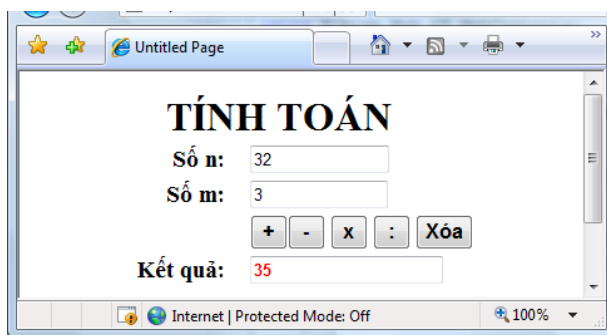 Untitled Page
»
TÍNH TOÁN
Số n: 32
Số m: 3
+ - x : Xóa
Kết quả: 35
Internet | Protected Mode: Off 100%